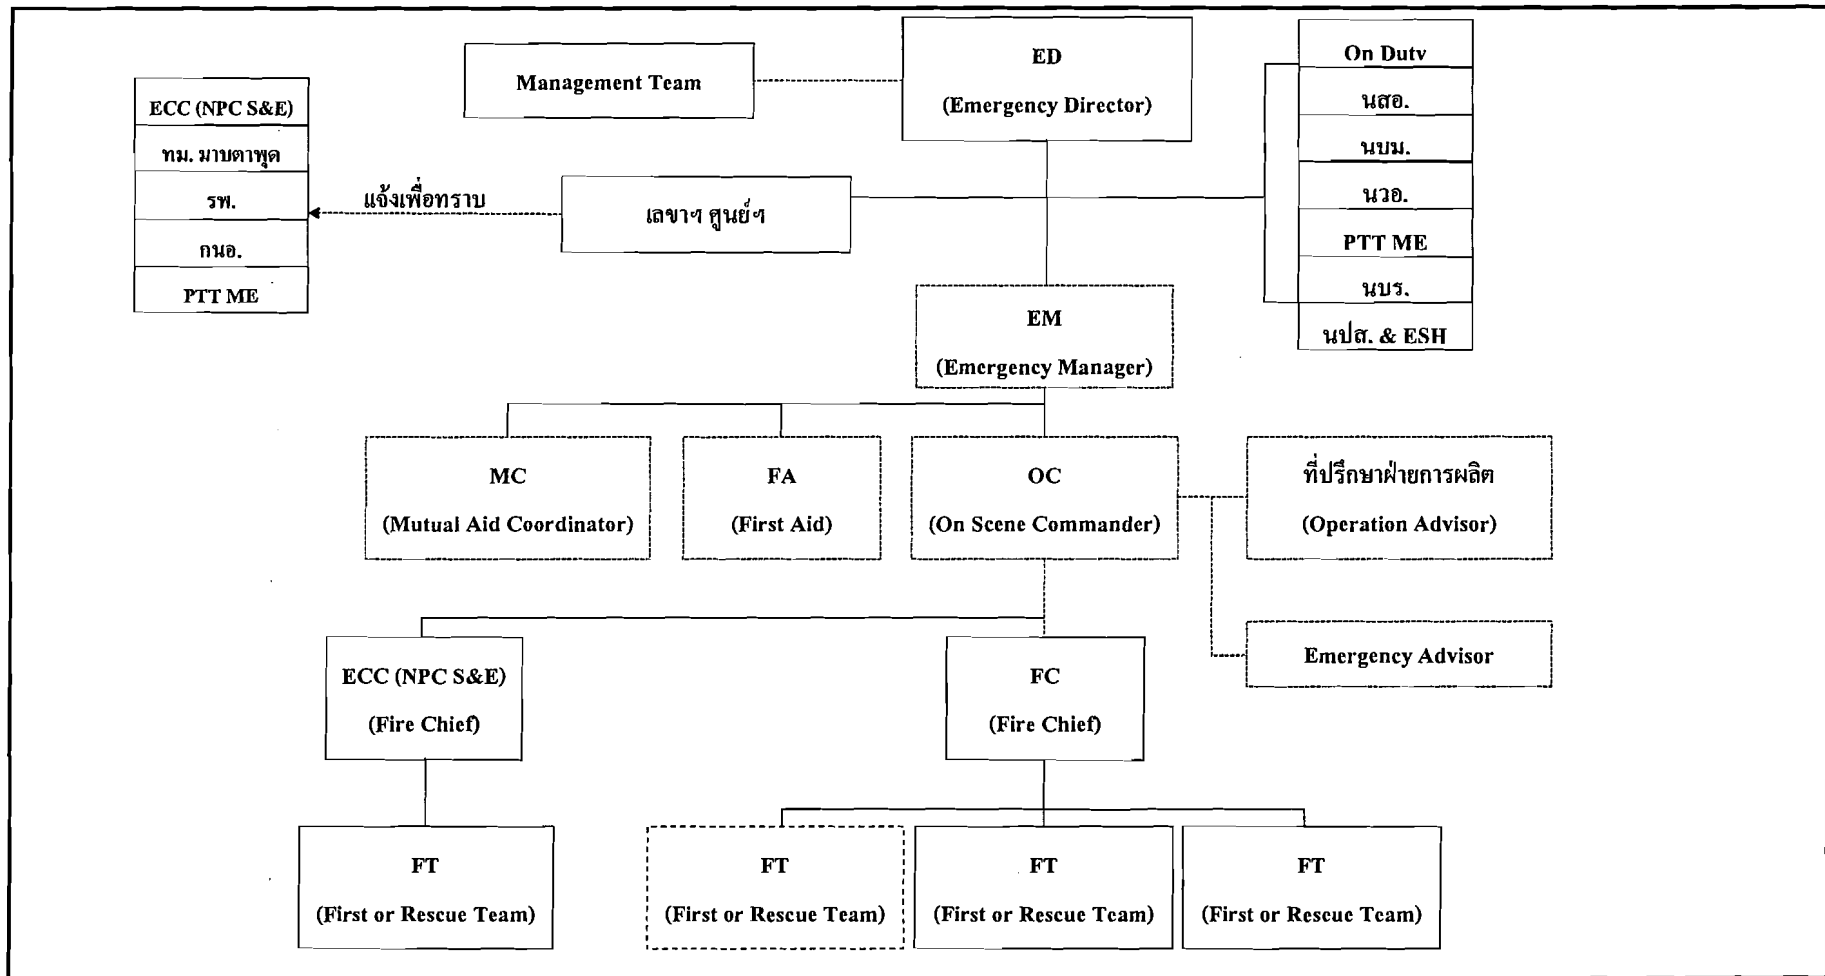 ED
(Emergency Director)
Management Team
On Duty
นสอ.
นบม.
นวอ.
PTT ME
นบร.
นปส. & ESH
ECC (NPC S&E)
ทม. มาบตาพุด
รพ.
กนอ.
PTT ME
แจ้งเพื่อทราบ
เลขาฯ ศูนย์ฯ
EM
(Emergency Manager)
MC
(Mutual Aid Coordinator)
FA
(First Aid)
OC
(On Scene Commander)
ที่ปรึกษาฝ่ายการผลิต
(Operation Advisor)
Emergency Advisor
ECC (NPC S&E)
(Fire Chief)
FC
(Fire Chief)
FT
(First or Rescue Team)
FT
(First or Rescue Team)
FT
(First or Rescue Team)
FT
(First or Rescue Team)